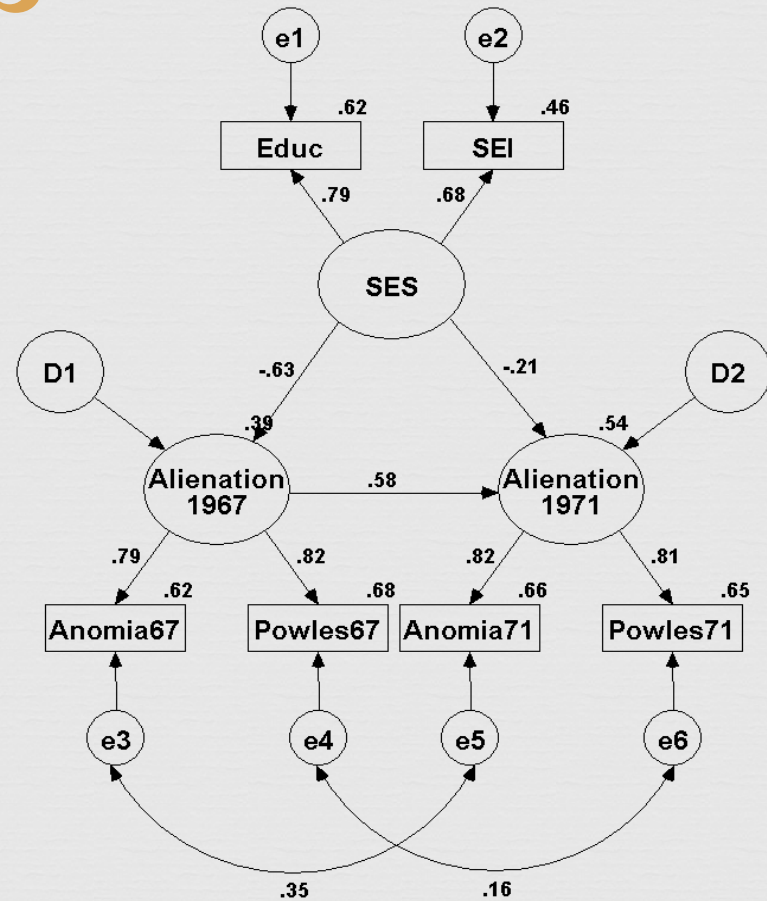 e1
e2
.62
.46
Educ
SEI
.79
.68
SES
D1
-.63
-.21
D2
.39
.54
Alienation
1967
.58
Alienation
1971
.79
.82
.82
.81
.62
.68
.66
.65
Anomia67
Powles67
Anomia71
Powles71
e3
e4
e5
e6
.35
.16